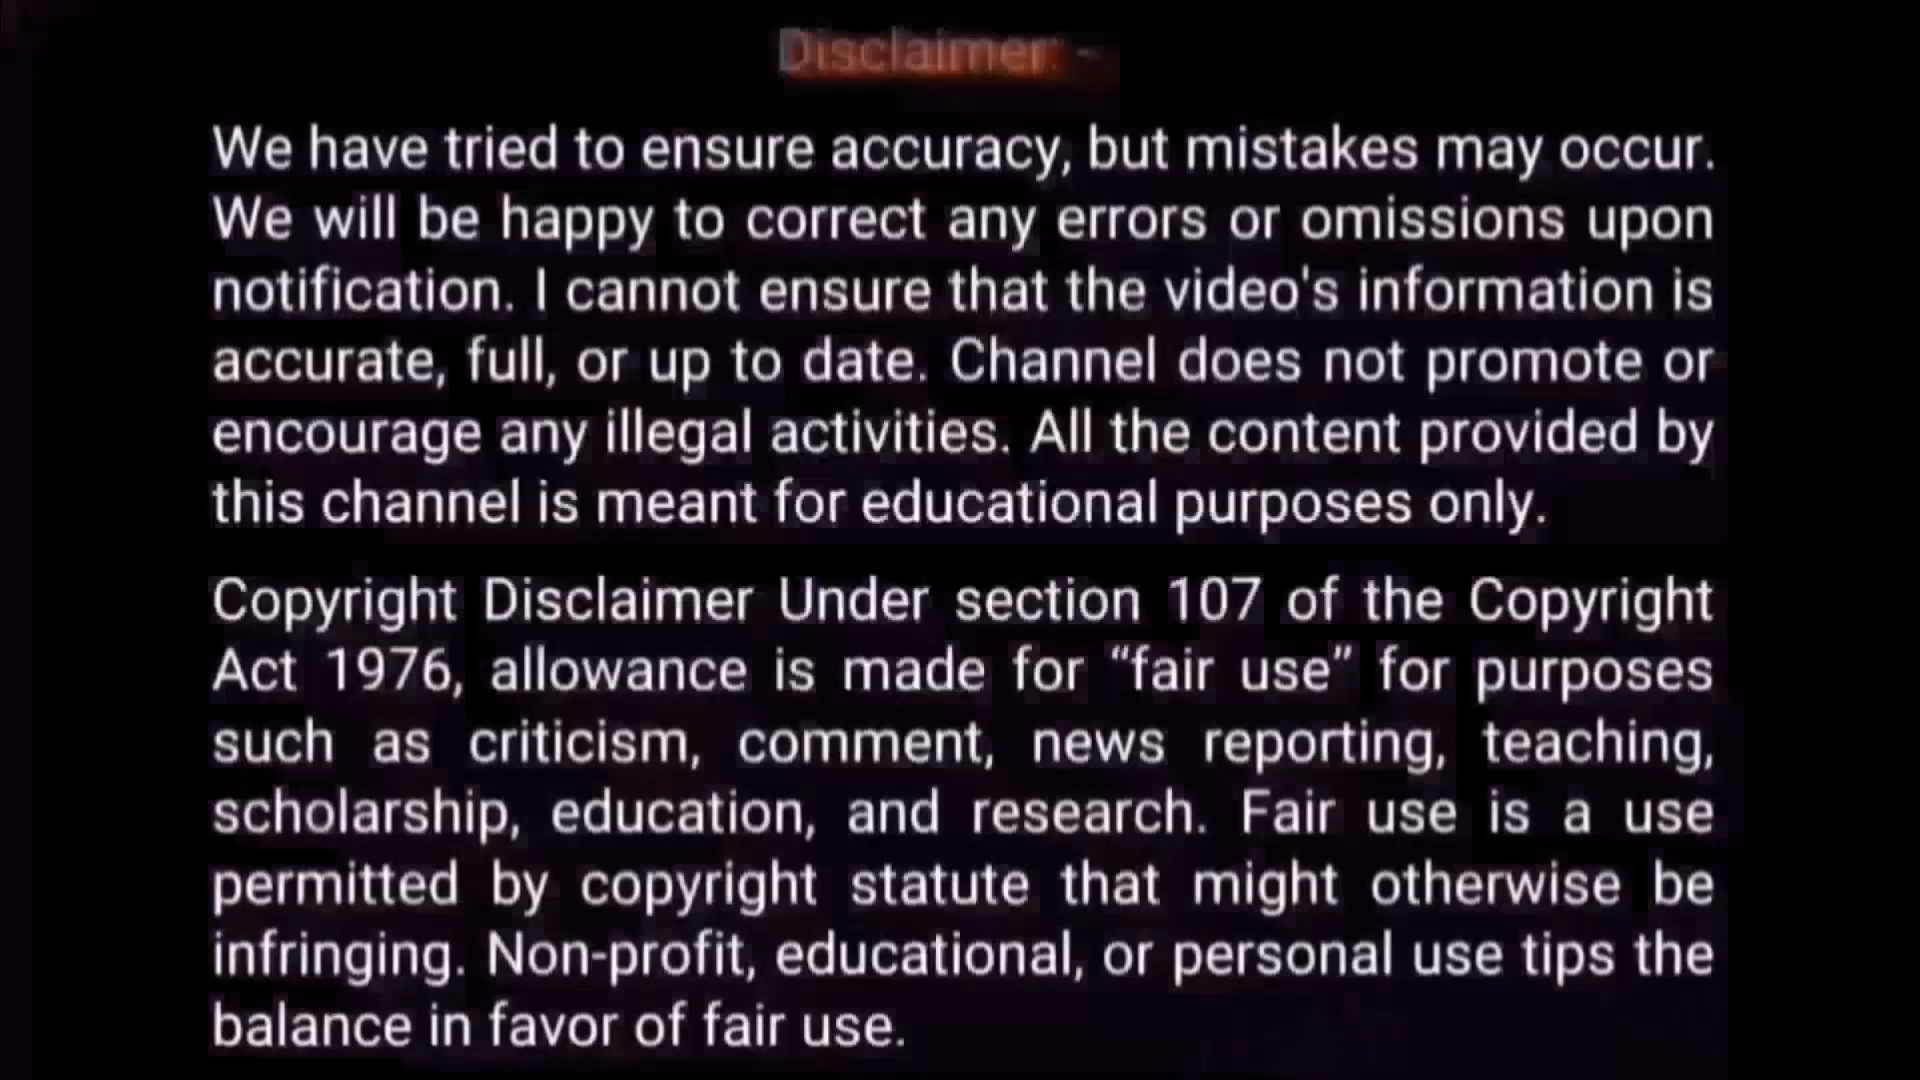 Disclaimer: -
We have tried to ensure accuracy, but mistakes may occur.
We will be happy to correct any errors or omissions upon
notification. I cannot ensure that the video's information is
accurate, full, or up to date. Channel does not promote or
encourage any illegal activities. All the content provided by
this channel is meant for educational purposes only.
Copyright Disclaimer Under section 107 of the Copyright
Act 1976, allowance is made for “fair use” for purposes
such as criticism, comment, news reporting, teaching,
scholarship, education, and research. Fair use is a use
permitted by copyright statute that might otherwise be
infringing. Non-profit, educational, or personal use tips the
balance in favor of fair use.